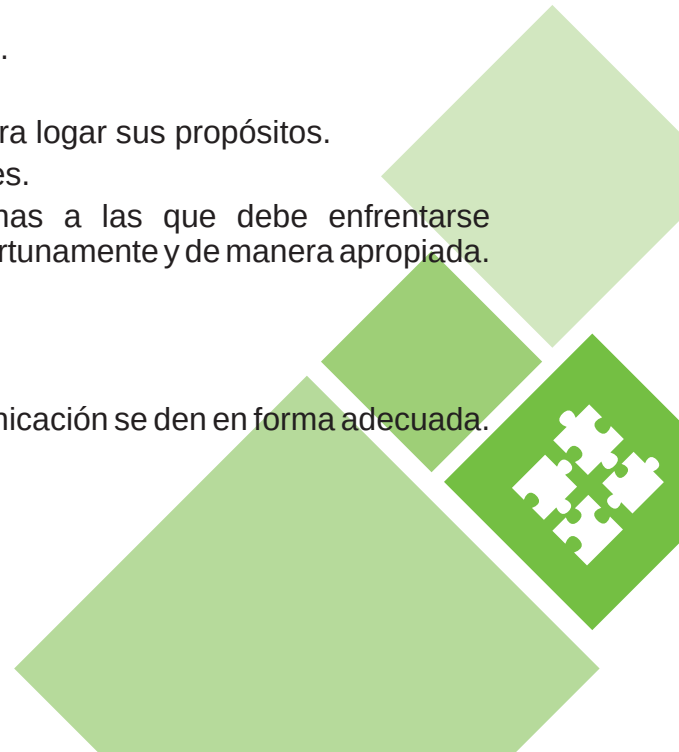 .
ra logar sus propósitos.
es.
nas a las que debe enfrentarse
rtunamente y de manera apropiada.
nicación se den en forma adecuada.